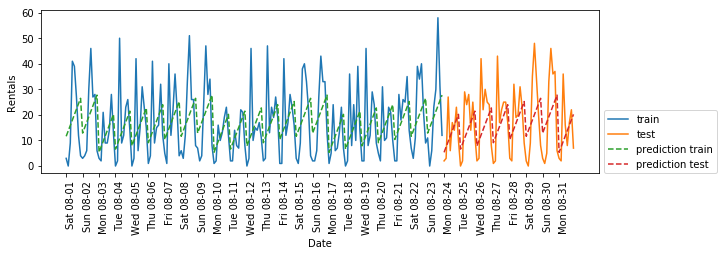 60
50
40
30
20
10
0
Rentals
Sat 08-01
Sun 08-02
Mon 08-03
Tue 08-04
Wed 08-05
Thu 08-06
Fri 08-07
Sat 08-08
Sun 08-09
Mon 08-10
Tue 08-11
Wed 08-12
Thu 08-13
Fri 08-14
Sat 08-15
Sun 08-16
Mon 08-17
Tue 08-18
Wed 08-19
Thu 08-20
Fri 08-21
Sat 08-22
Sun 08-23
Mon 08-24
Tue 08-25
Wed 08-26
Thu 08-27
Fri 08-28
Sat 08-29
Sun 08-30
Mon 08-31
Date
train
test
prediction train
prediction test